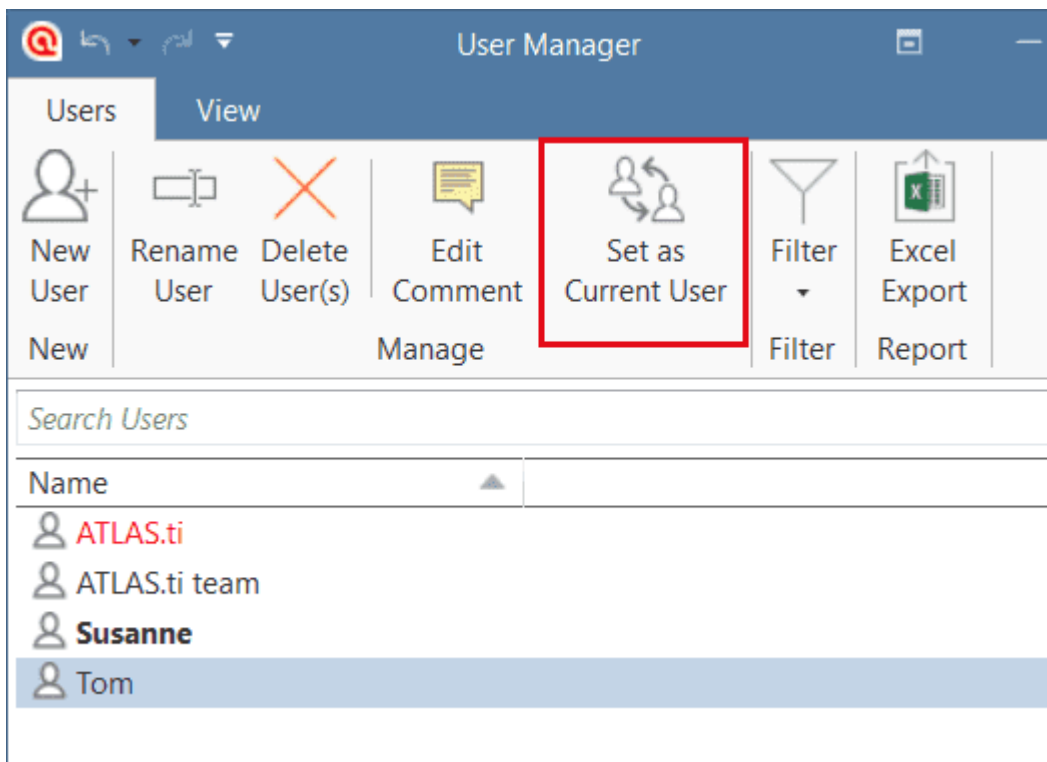 User Manager
Users View
New User
Rename User
Delete User(s)
Edit Comment
Set as Current User
Filter
Excel Export
New
Manage
Filter
Report
Search Users
Name
ATLAS.ti
ATLAS.ti team
Susanne
Tom